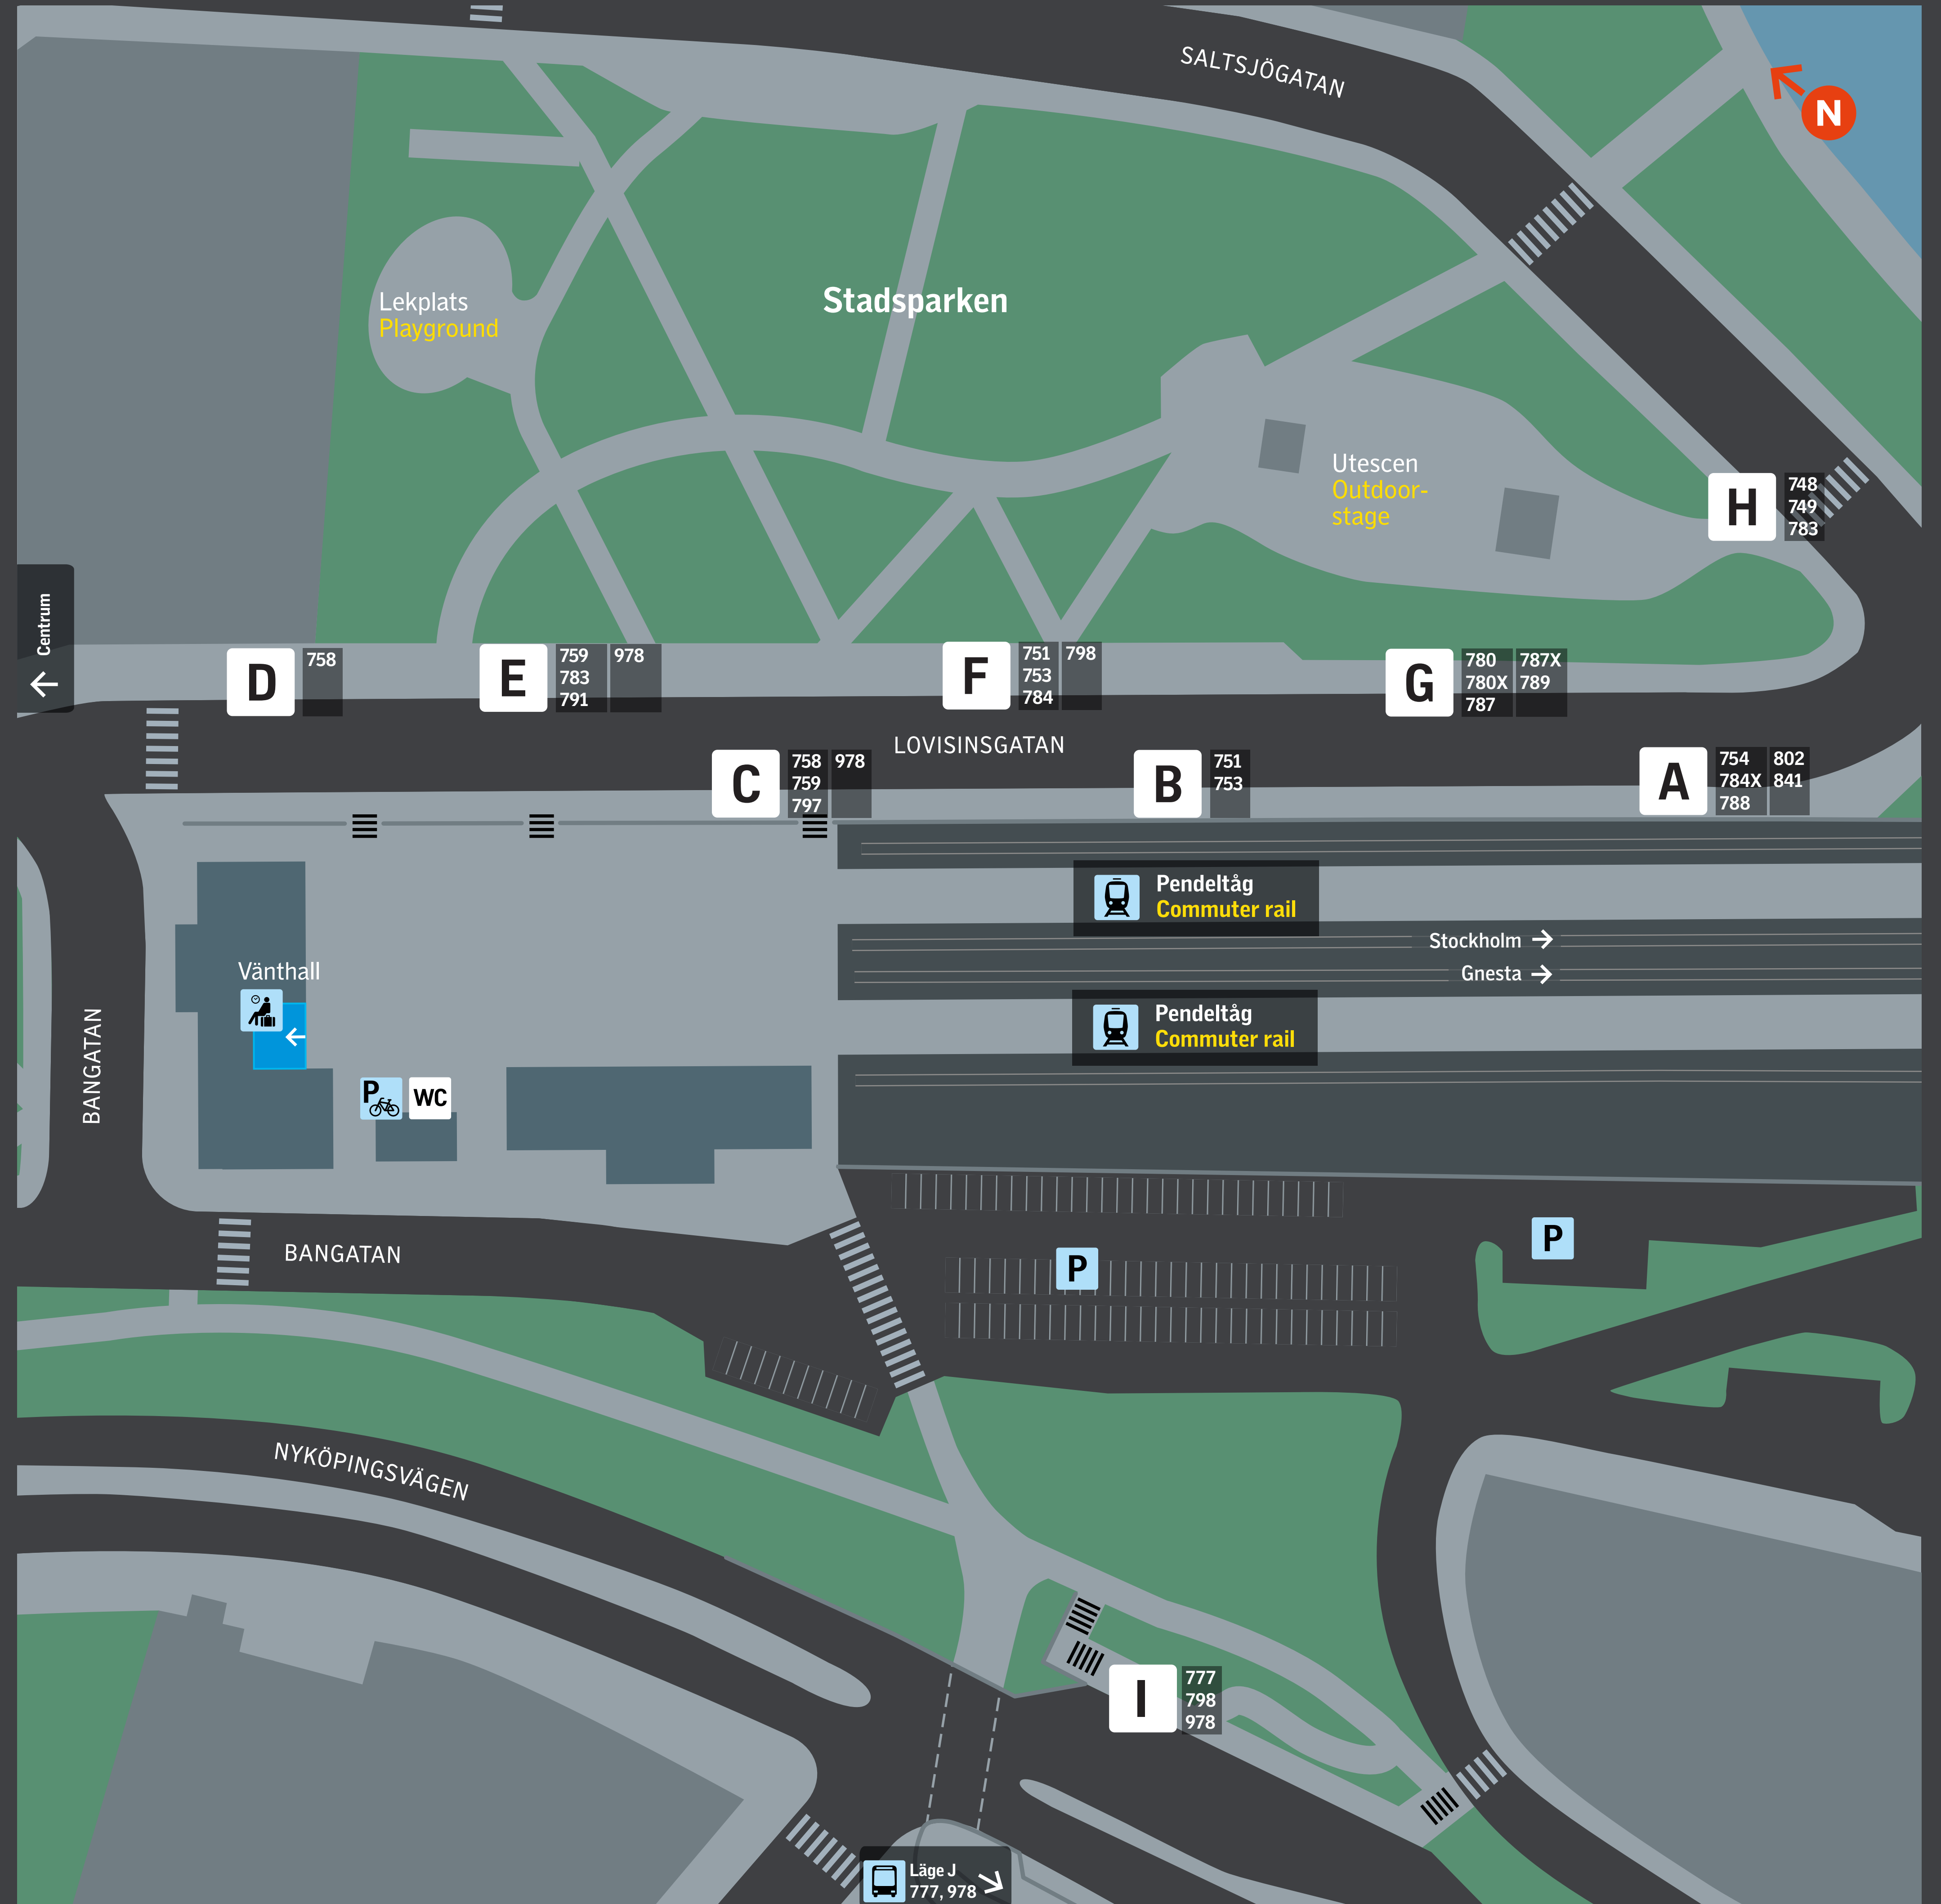 SALTSJÖGATAN
N
Lekplats
Playground
Stadsparken
Utescen
Outdoor-
stage
H
748
749
783
Centrum
D
758
E
759 978
783
791
F
751 798
753
784
G
780 787X
780X 789
787
LOVISINSGATAN
C
758 978
759
797
B
751
753
A
754 802
784X 841
788
Pendeltåg
Commuter rail
Stockholm
Gnesta
Vänthall
Pendeltåg
Commuter rail
BANGATAN
P
WC
BANGATAN
P
P
NYKÖPINGSVÄGEN
I
777
798
978
Läge J
777, 978